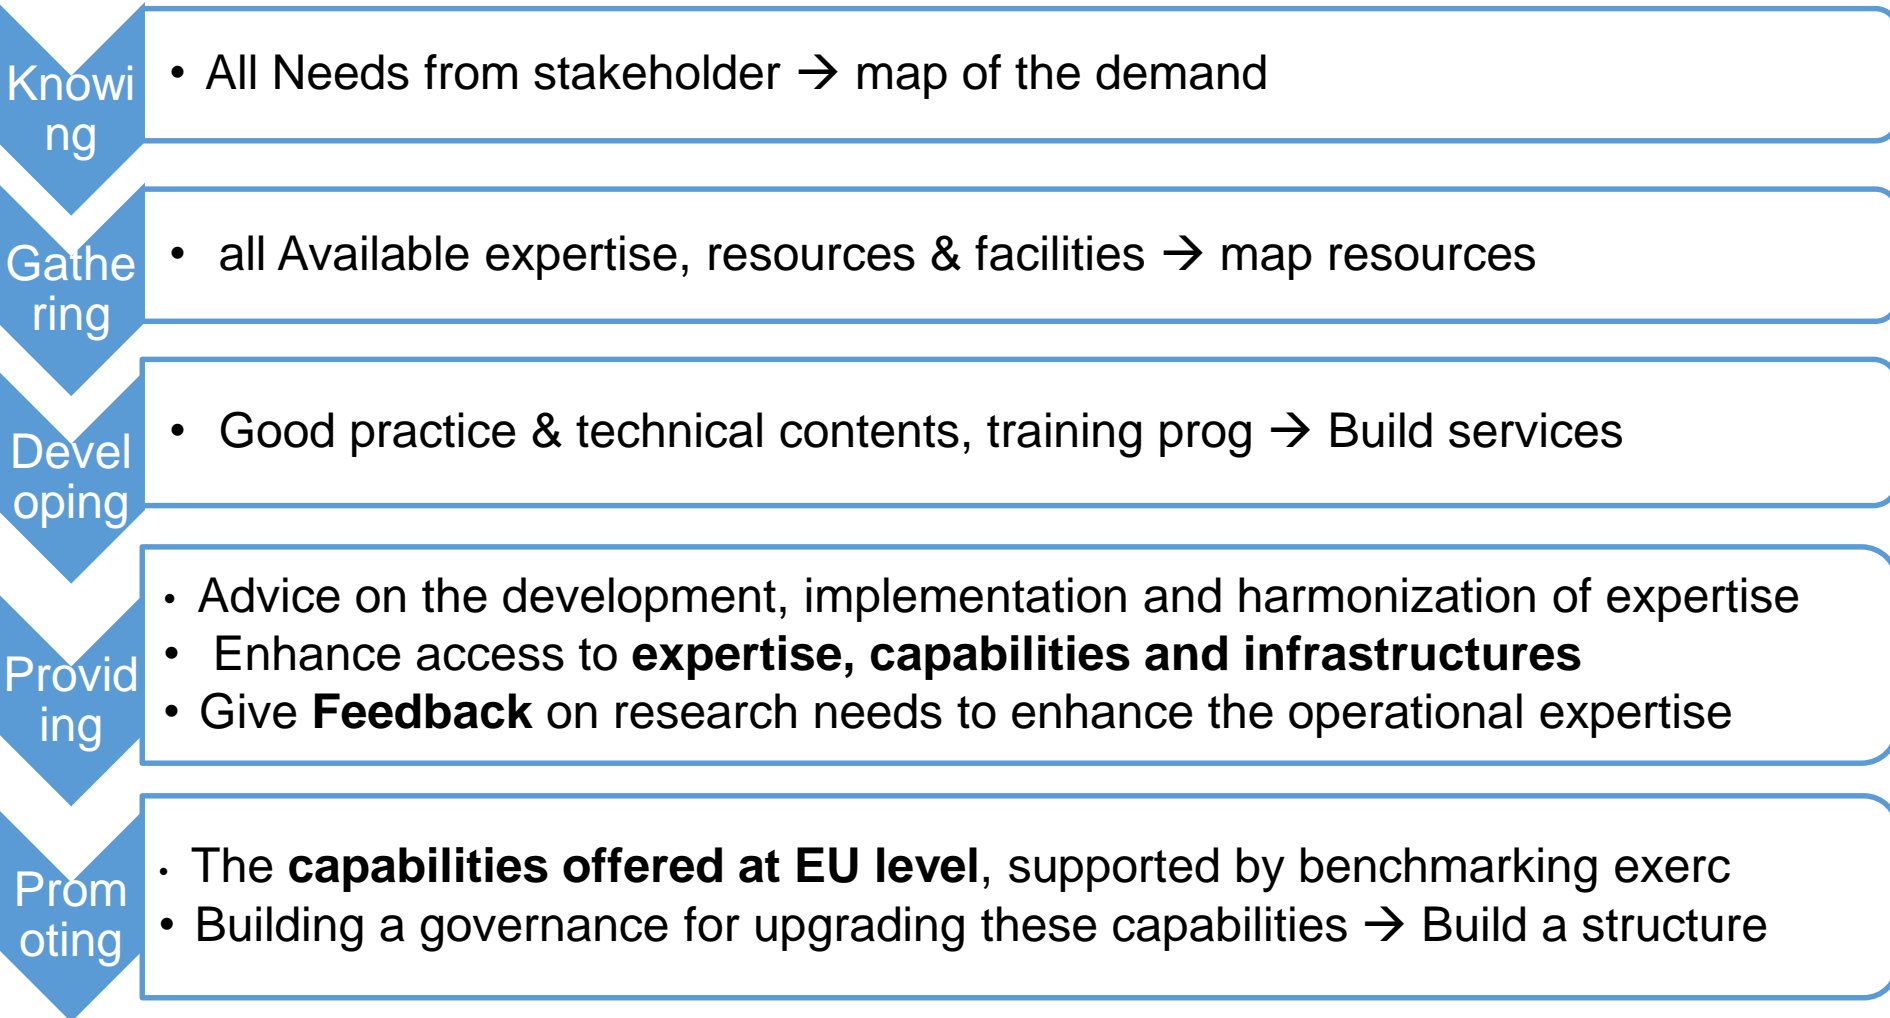 Knowi
ng
• All Needs from stakeholder → map of the demand
Gathe
ring
• all Available expertise, resources & facilities → map resources
Devel
oping
• Good practice & technical contents, training prog → Build services
Provid
ing
• Advice on the development, implementation and harmonization of expertise
• Enhance access to expertise, capabilities and infrastructures
• Give Feedback on research needs to enhance the operational expertise
Prom
oting
• The capabilities offered at EU level, supported by benchmarking exerc
• Building a governance for upgrading these capabilities → Build a structure